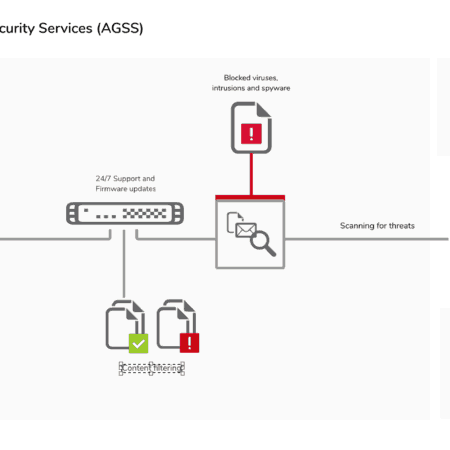 curity Services (AGSS)
Blocked viruses,
intrusions and spyware
24/7 Support and
Firmware updates
Scanning for threats
Content filtering